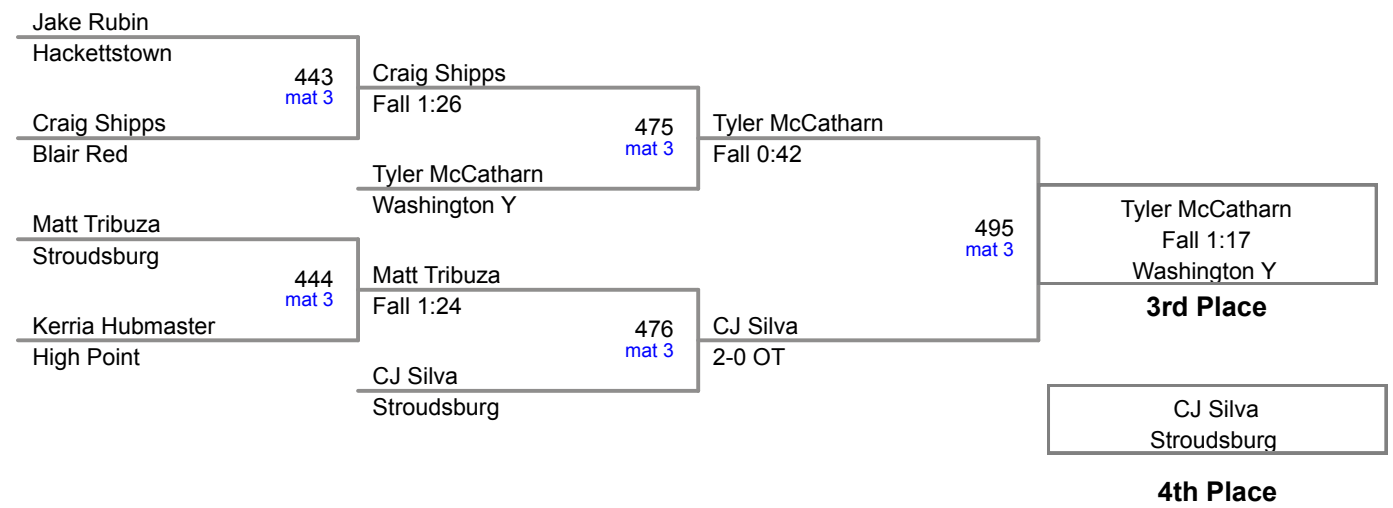 Jake Rubin
Hackettstown
443
mat 3
Craig Shipps
Blair Red
Matt Tribuza
Stroudsburg
444
mat 3
Kerria Hubmaster
High Point
Craig Shipps
Fall 1:26
475
mat 3
Tyler McCatharn
Washington Y
Matt Tribuza
Fall 1:24
476
mat 3
CJ Silva
Stroudsburg
Tyler McCatharn
Fall 0:42
495
mat 3
CJ Silva
2-0 OT
Tyler McCatharn
Fall 1:17
Washington Y
3rd Place
CJ Silva
Stroudsburg
4th Place